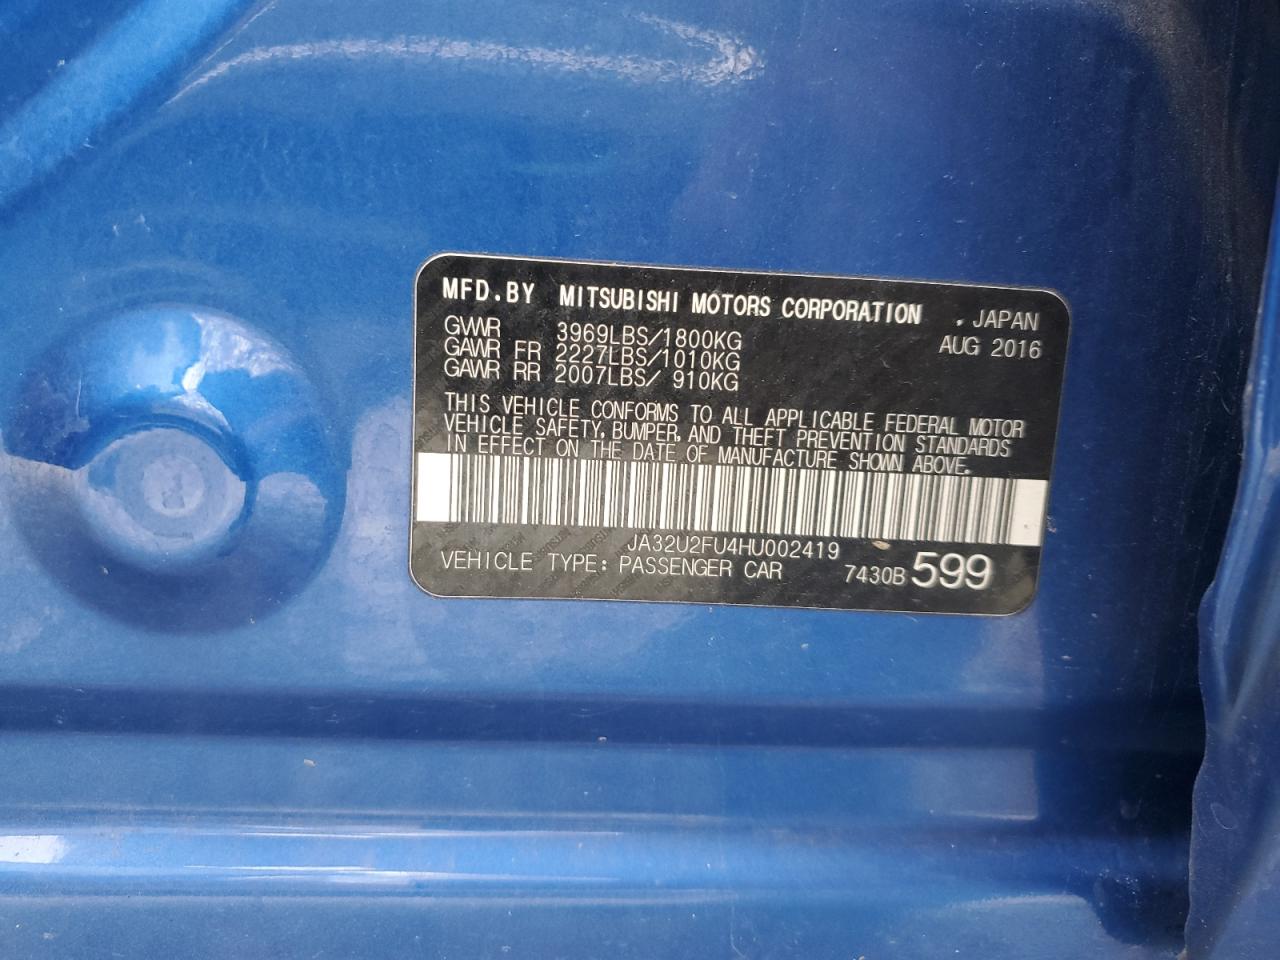 MFD.BY MITSUBISHI MOTORS CORPORATION . JAPAN
GVWR 3969LBS/1800KG AUG 2016
GAWR FR 2227LBS/1010KG
GAWR RR 2007LBS/ 910KG
THIS VEHICLE CONFORMS TO ALL APPLICABLE FEDERAL MOTOR
VEHICLE SAFETY, BUMPER, AND THEFT PREVENTION STANDARDS
IN EFFECT ON THE DATE OF MANUFACTURE SHOWN ABOVE.
JA32U2FU4HU002419
VEHICLE TYPE: PASSENGER CAR 7430B 599